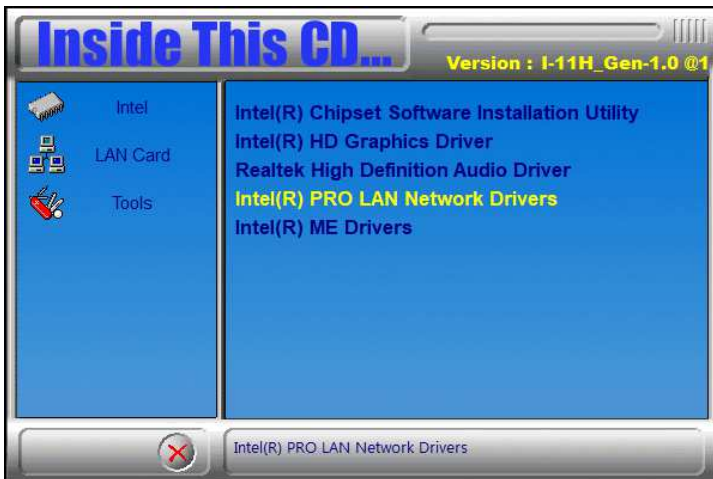 Inside This CD...
Version : I-11H_Gen-1.0 @1
Intel
LAN Card
Tools
Intel(R) Chipset Software Installation Utility
Intel(R) HD Graphics Driver
Realtek High Definition Audio Driver
Intel(R) PRO LAN Network Drivers
Intel(R) ME Drivers
Intel(R) PRO LAN Network Drivers